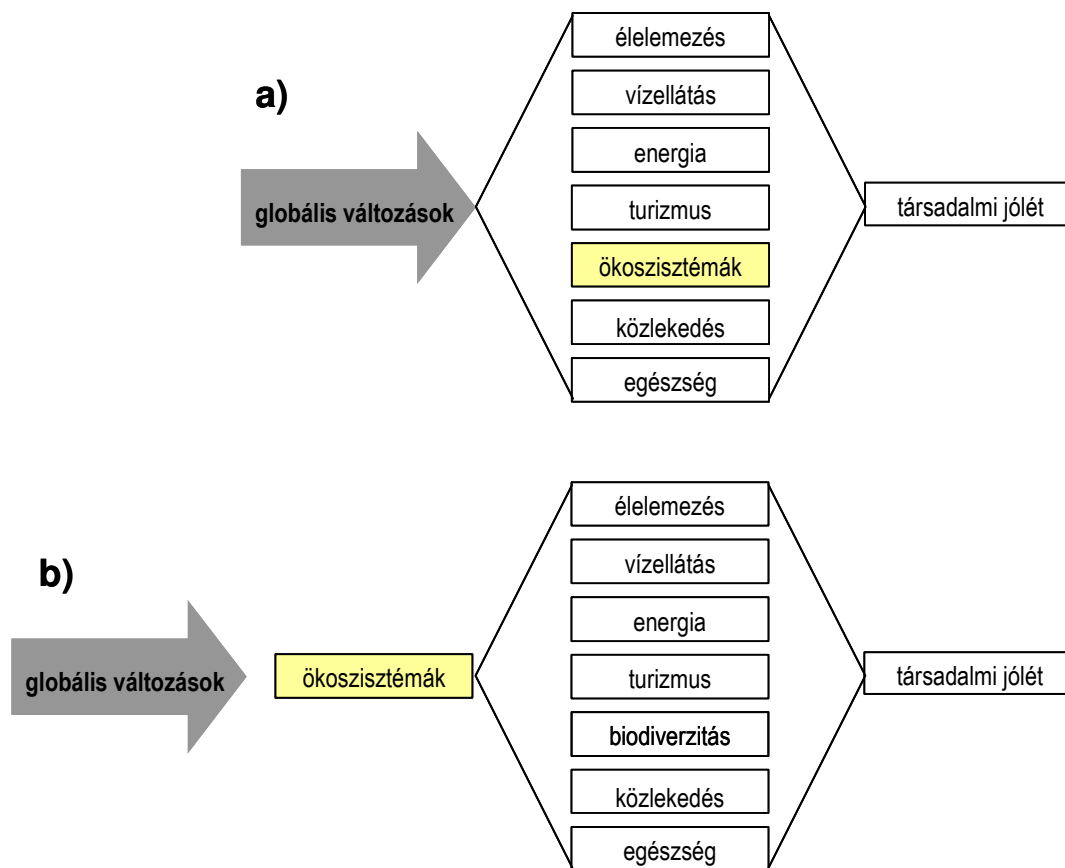 a)
globális változások
élelemezés
vízellátás
energia
turizmus
ökoszisztémák
közlekedés
egészség
társadalmi jólét
b)
globális változások
ökoszisztémák
élelemezés
vízellátás
energia
turizmus
biodiverzitás
közlekedés
egészség
társadalmi jólét